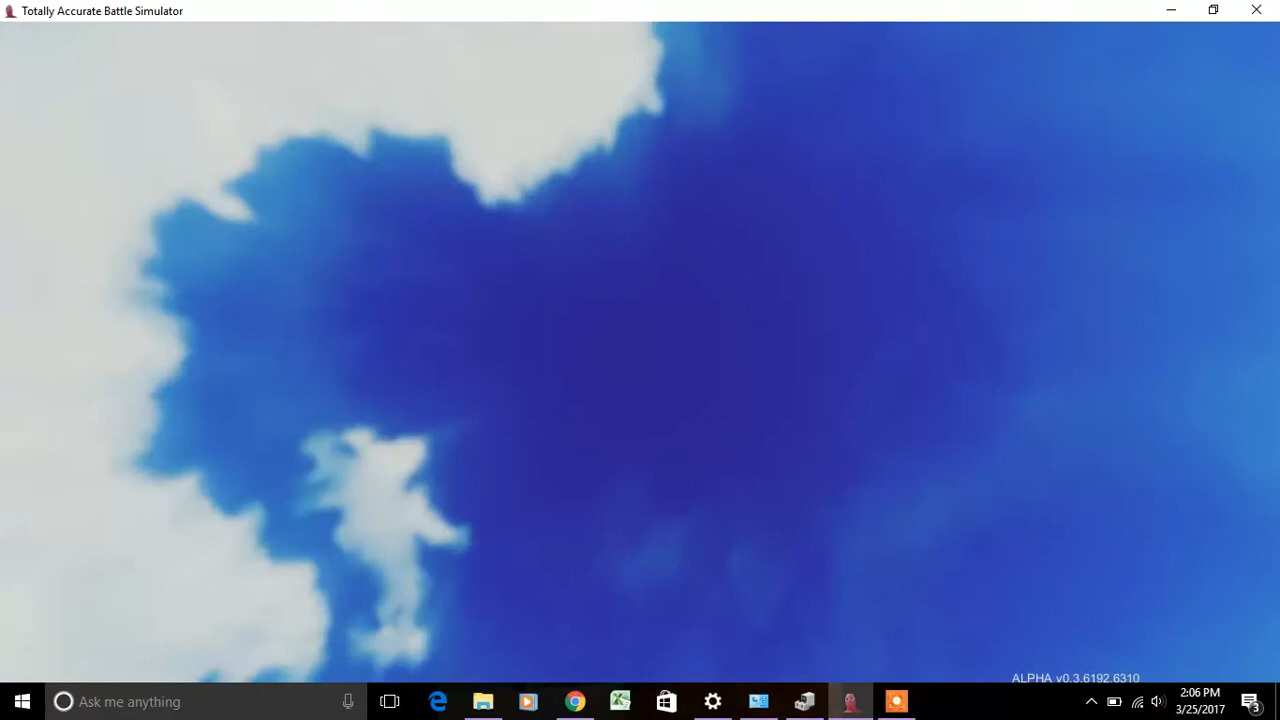 Totally Accurate Battle Simulator
ALPHA v0.3.6192.6310
Ask me anything
2:06 PM
3/25/2017
3